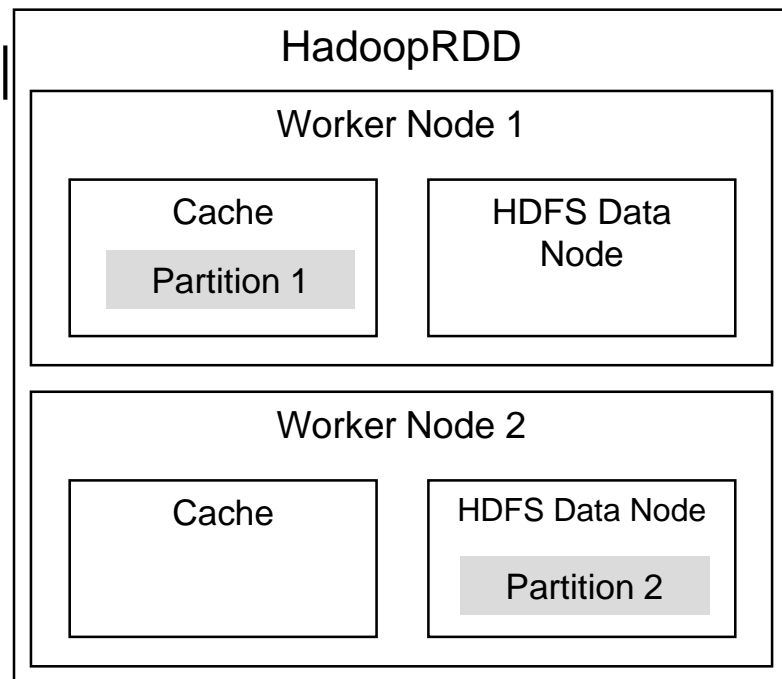 HadoopRDD
Worker Node 1
Cache
Partition 1
HDFS Data
Node
Worker Node 2
Cache
HDFS Data Node
Partition 2